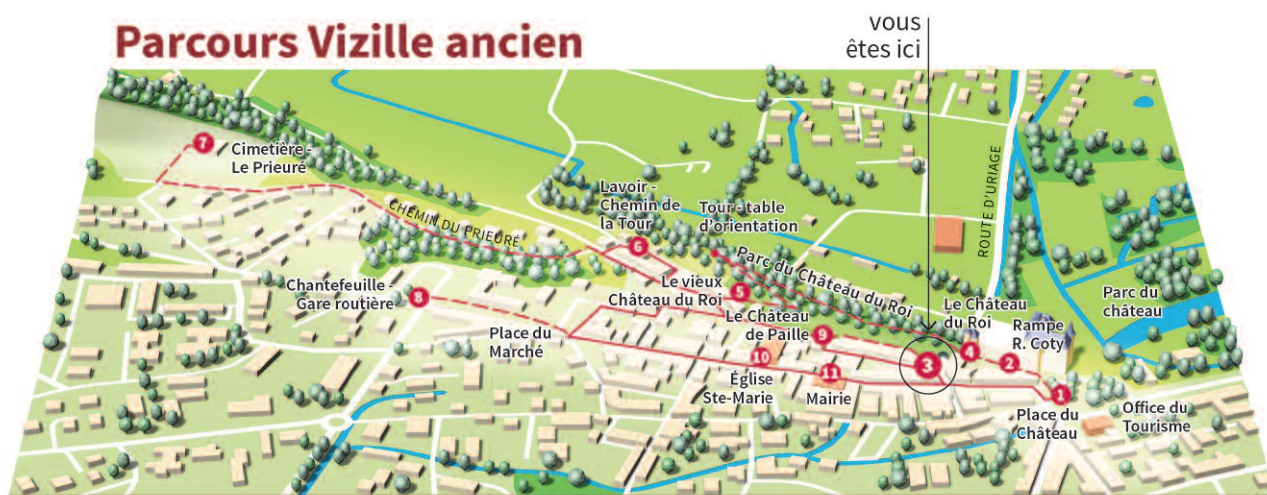 Parcours Vizille ancien
vous
êtes ici
7
Cimetière -
Le Prieuré
CHEMIN DU PRIEURÉ
Lavoir -
Chemin de
la Tour
6
Tour - table
d'orientation
Parc du Château du Roi
ROUTE D'URIAGE
Parc du
château
Chantefeuille -
Gare routière
8
Le vieux
Château du Roi
5
Place du
Marché
Le Château
de Paille
9
10
Église
Ste-Marie
11
Mairie
3
Le Château
du Roi
4
Rampe
R. Coty
2
1
Place du
Château
Office du
Tourisme